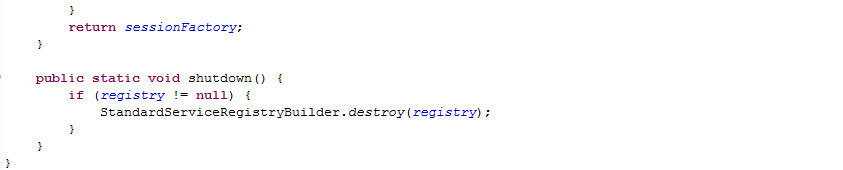 }
        return sessionFactory;
    }

    public static void shutdown() {
        if (registry != null) {
            StandardServiceRegistryBuilder.destroy(registry);
        }
    }
}